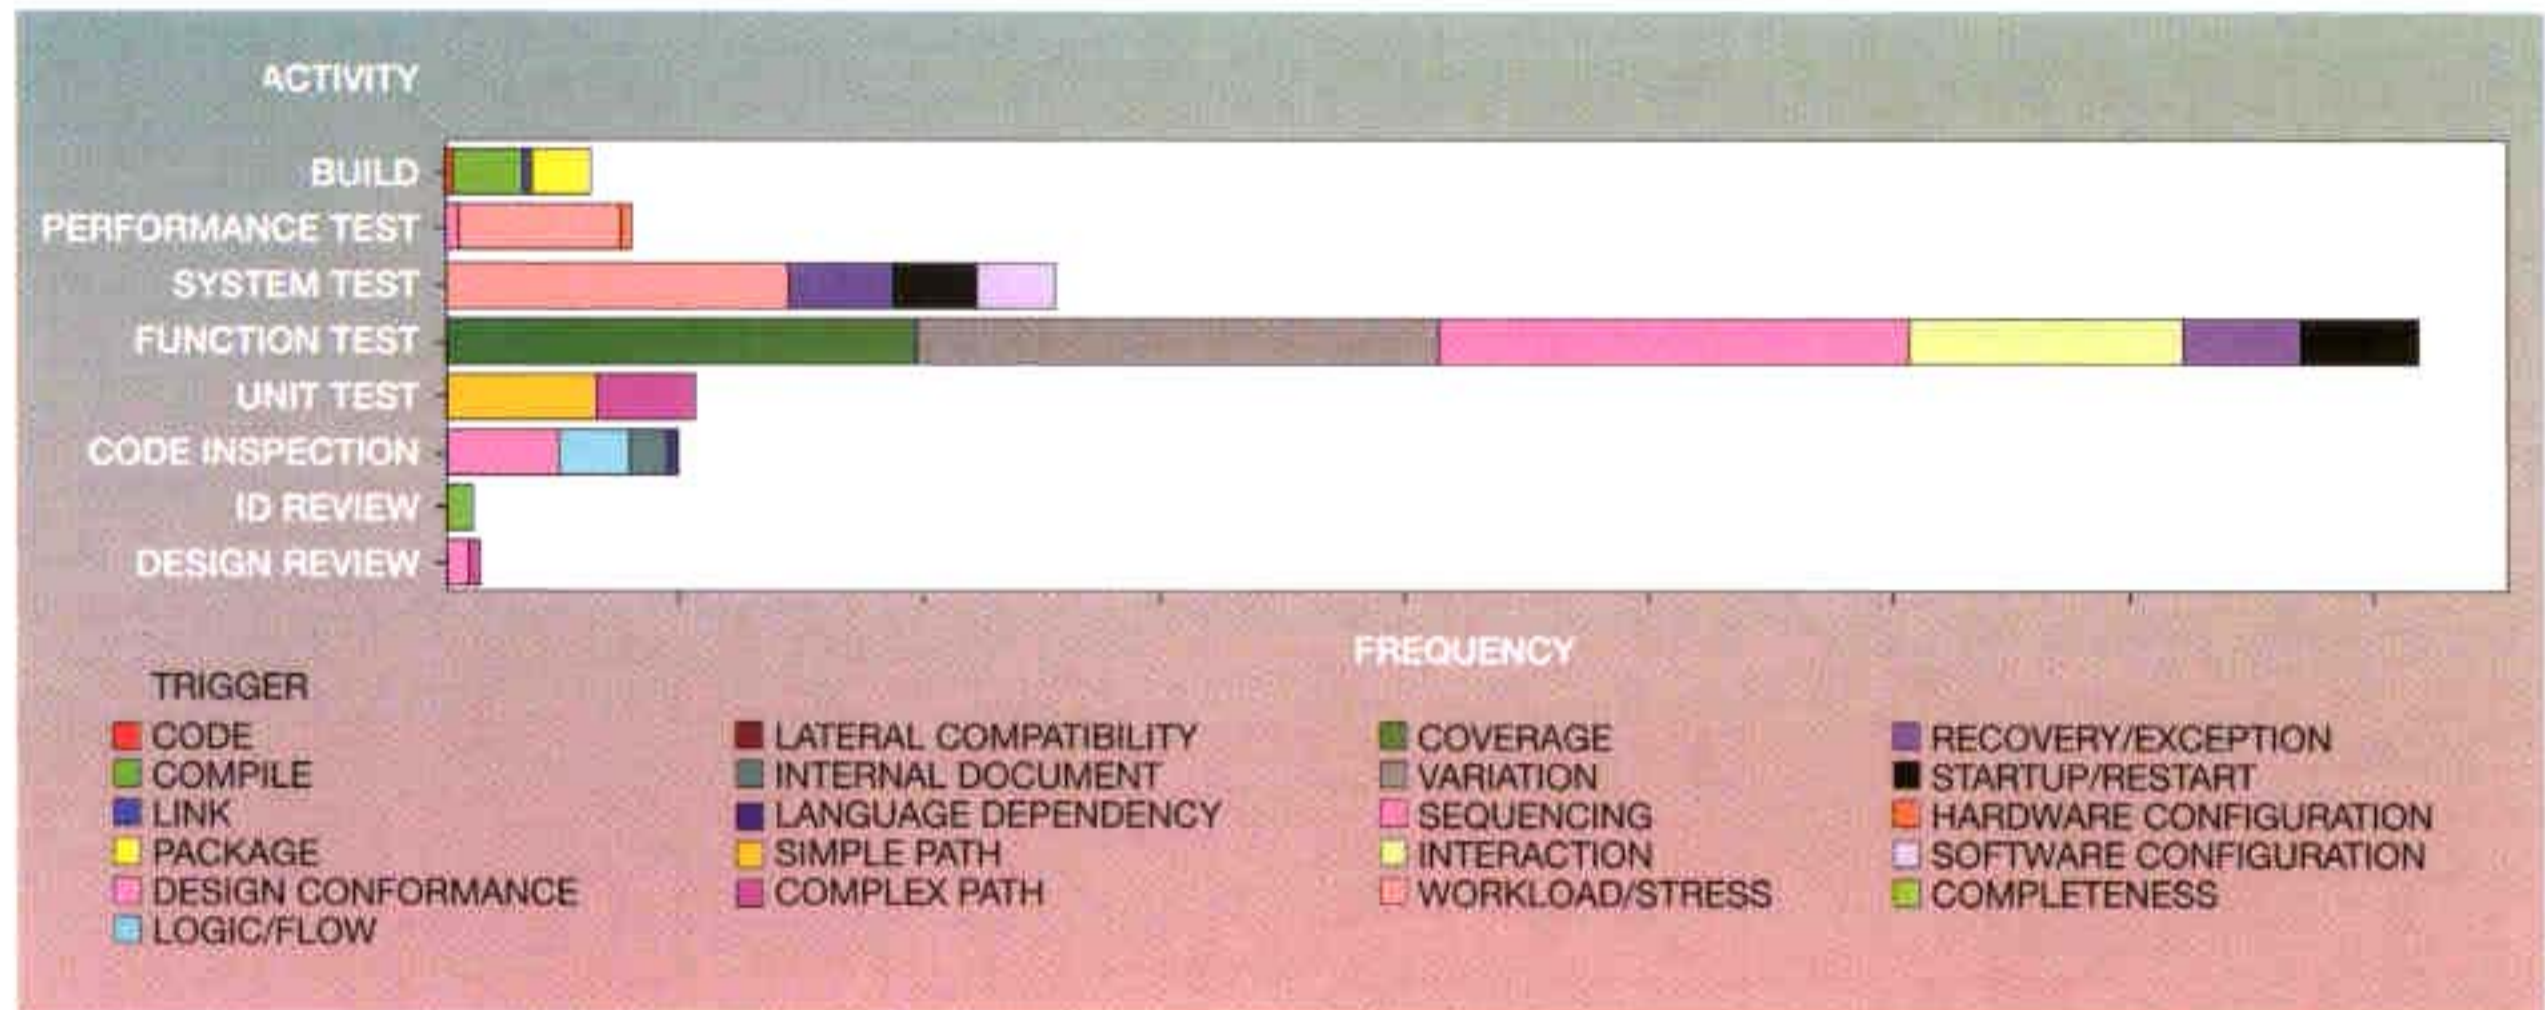 ACTIVITY
BUILD
PERFORMANCE TEST
SYSTEM TEST
FUNCTION TEST
UNIT TEST
CODE INSPECTION
ID REVIEW
DESIGN REVIEW
FREQUENCY
TRIGGER
CODE
COMPILE
LINK
PACKAGE
DESIGN CONFORMANCE
LOGIC/FLOW
LATERAL COMPATIBILITY
INTERNAL DOCUMENT
LANGUAGE DEPENDENCY
SIMPLE PATH
COMPLEX PATH
COVERAGE
VARIATION
SEQUENCING
INTERACTION
WORKLOAD/STRESS
RECOVERY/EXCEPTION
STARTUP/RESTART
HARDWARE CONFIGURATION
SOFTWARE CONFIGURATION
COMPLETENESS